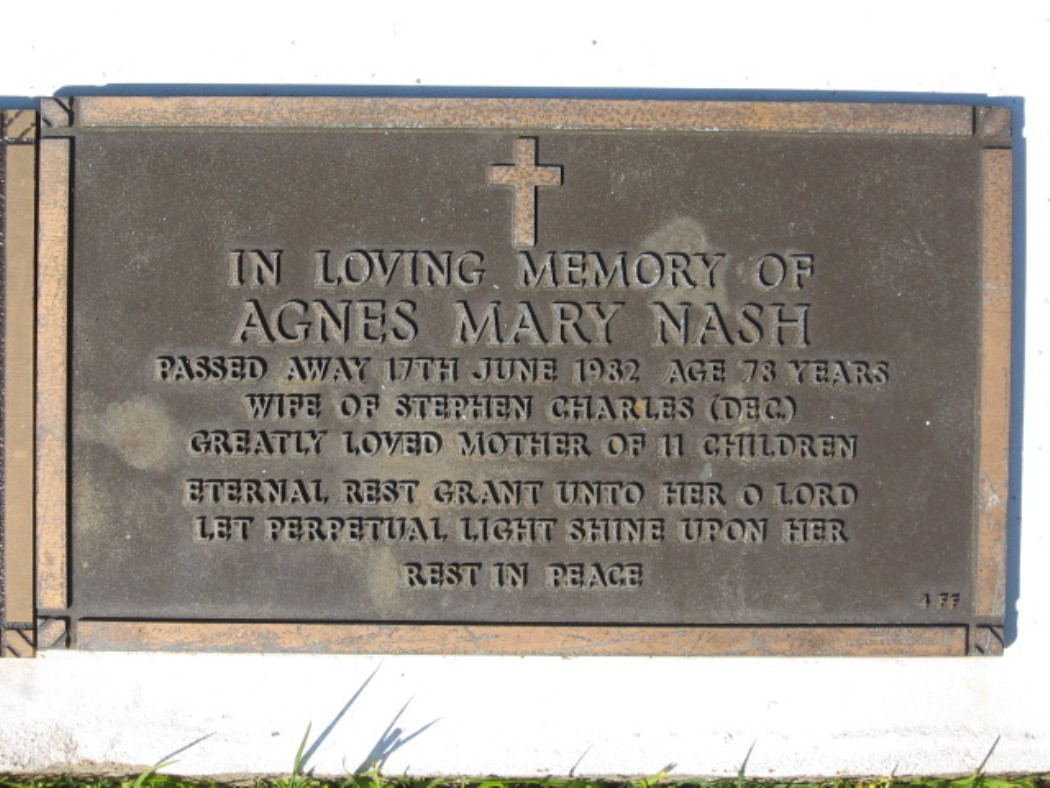 IN LOVING MEMORY OF
AGNES MARY NASH
PASSED AWAY 17TH JUNE 1982 AGE 78 YEARS
WIFE OF STEPHEN CHARLES (DEC.)
GREATLY LOVED MOTHER OF 11 CHILDREN
ETERNAL REST GRANT UNTO HER O LORD
LET PERPETUAL LIGHT SHINE UPON HER
REST IN PEACE
4 FF